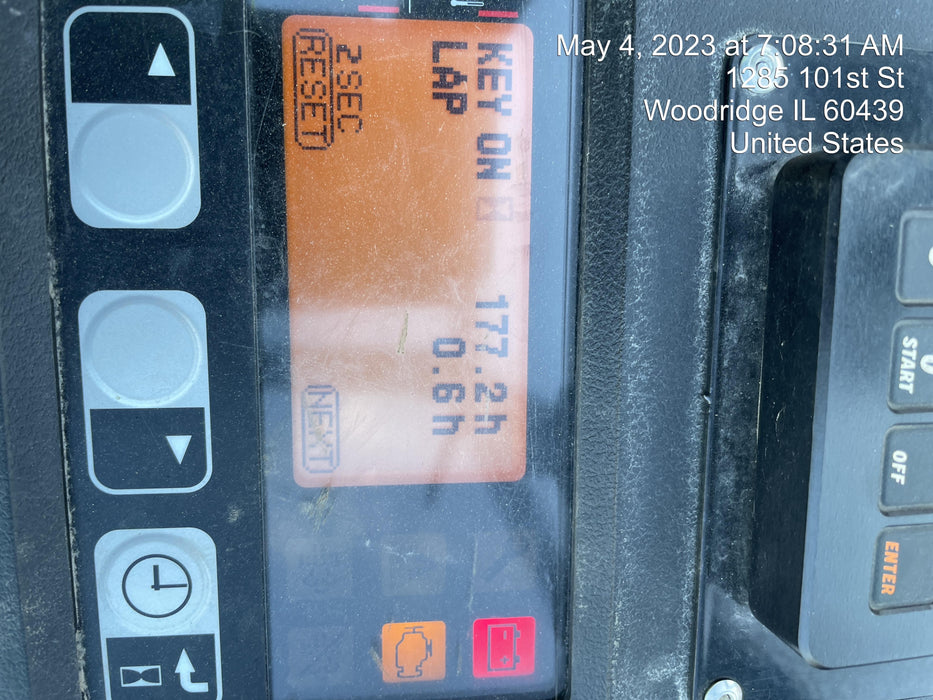 May 4, 2023 at 7:08:31 AM
1285 101st St
Woodridge IL 60439
United States
KEY ON 177.2h
LAP 0.6h
2SEC
RESET NEXT
0
START
OFF
ENTER